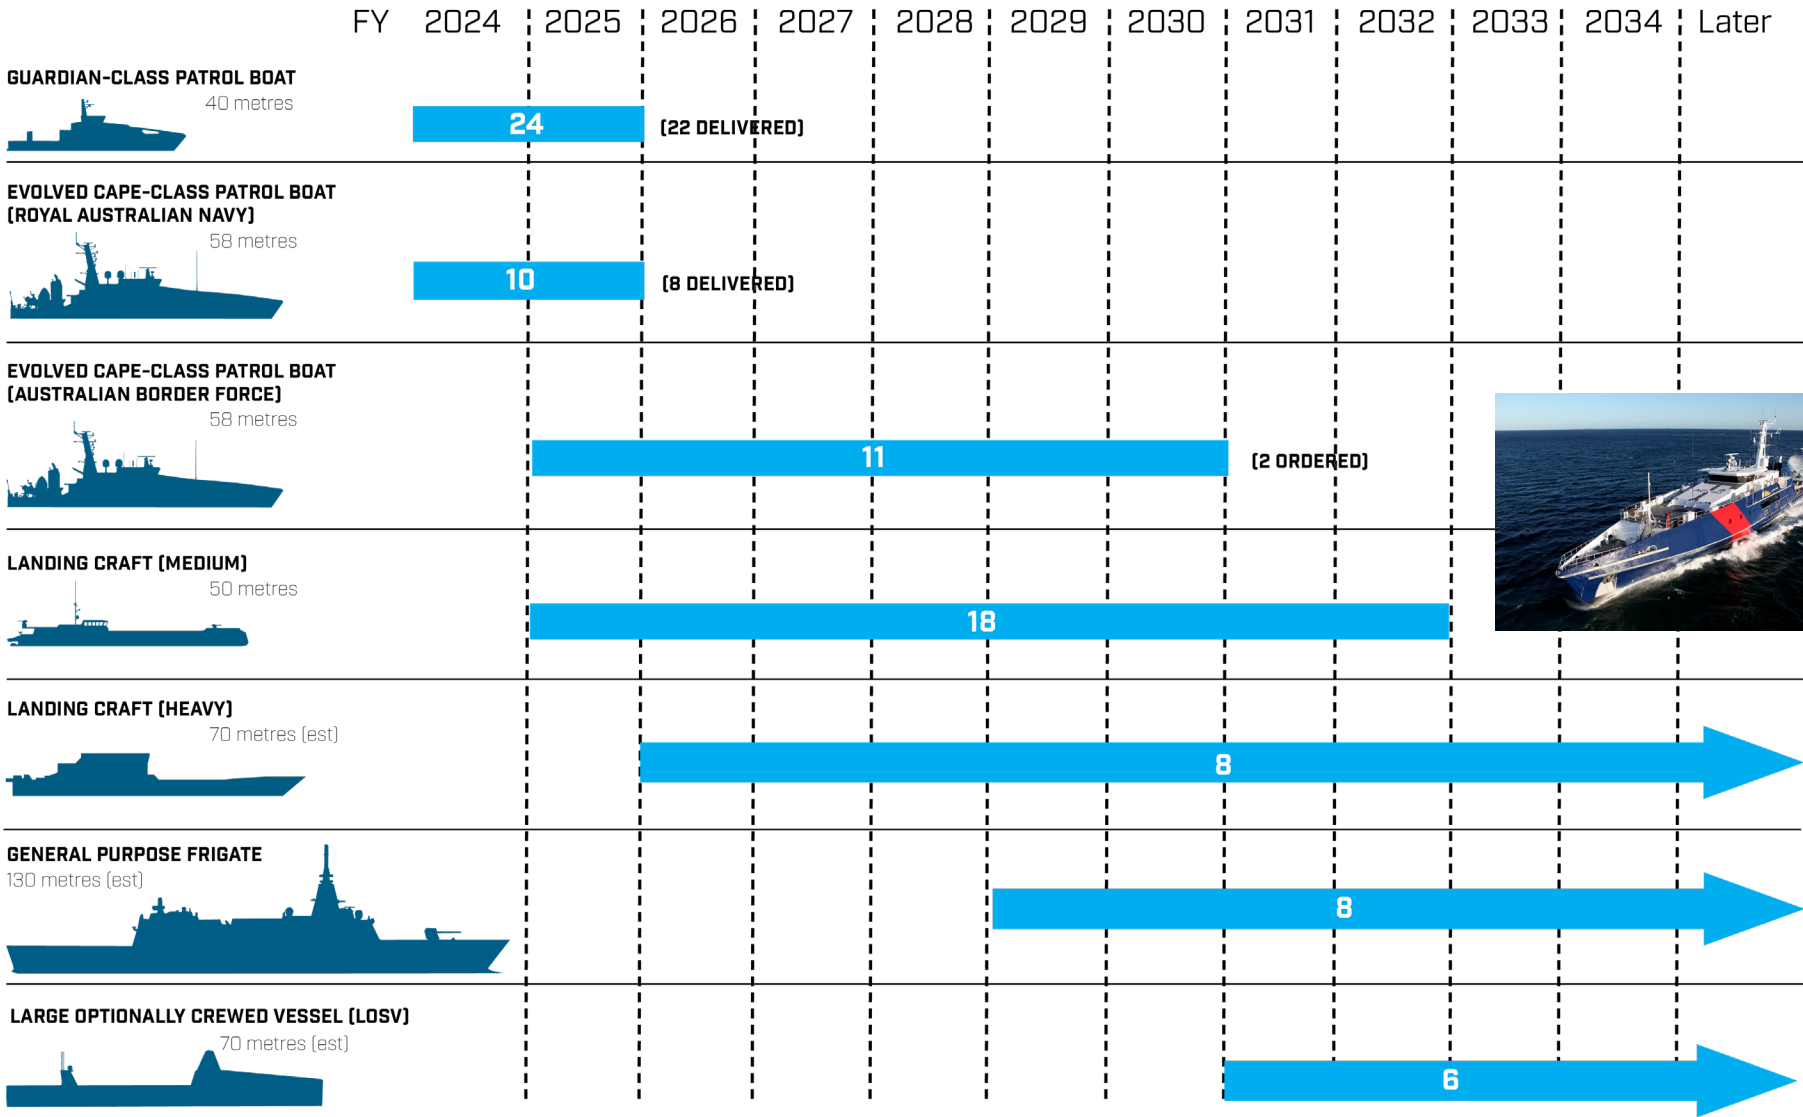 FY 2024 2025 2026 2027 2028 2029 2030 2031 2032 2033 2034 Later
GUARDIAN-CLASS PATROL BOAT
40 metres
24
(22 DELIVERED)
EVOLVED CAPE-CLASS PATROL BOAT
(ROYAL AUSTRALIAN NAVY)
58 metres
10
(8 DELIVERED)
EVOLVED CAPE-CLASS PATROL BOAT
(AUSTRALIAN BORDER FORCE)
58 metres
11
(2 ORDERED)
LANDING CRAFT (MEDIUM)
50 metres
18
LANDING CRAFT (HEAVY)
70 metres (est)
8
GENERAL PURPOSE FRIGATE
130 metres (est)
8
LARGE OPTIONALLY CREWED VESSEL (LOSV)
70 metres (est)
6